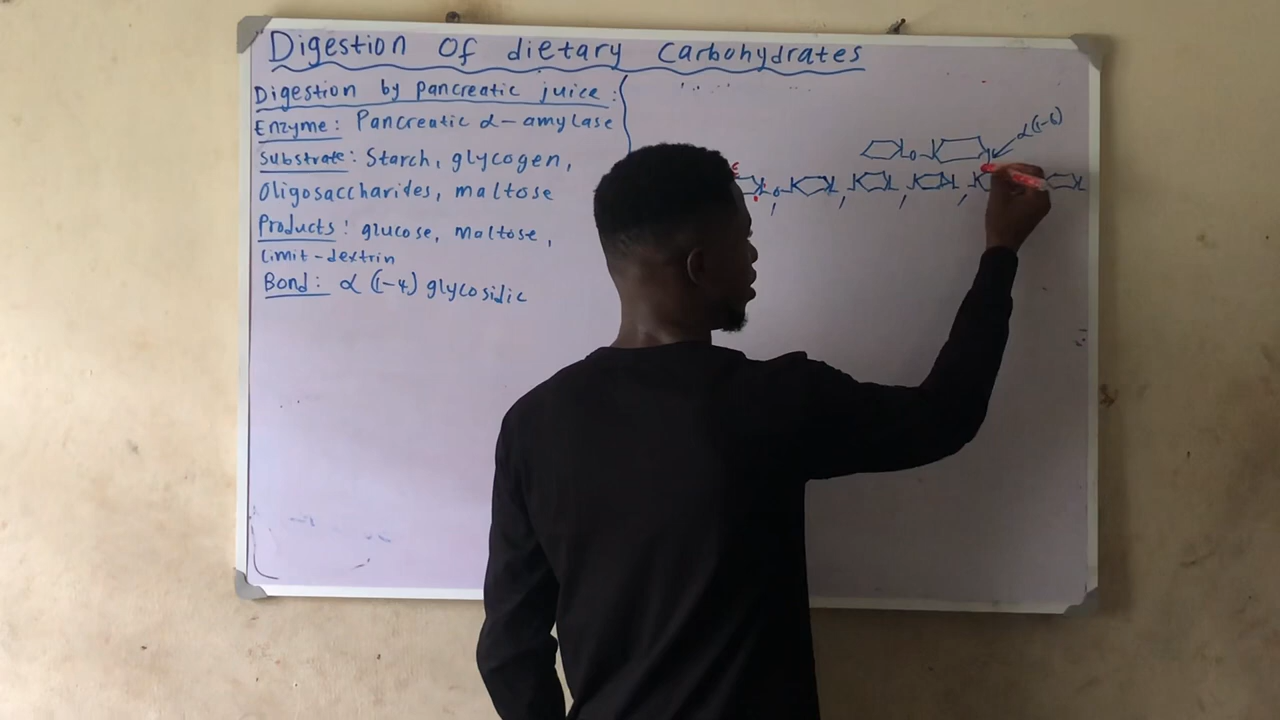 Digestion Of dietary Carbohydrates
Digestion by pancreatic juice:
Enzyme: Pancreatic α-amylase
Substrate: Starch, glycogen,
Oligosaccharides, maltose
Products: glucose, maltose,
Limit-dextrin
Bond: α (1-4) glycosidic
α(1-6)
O
O